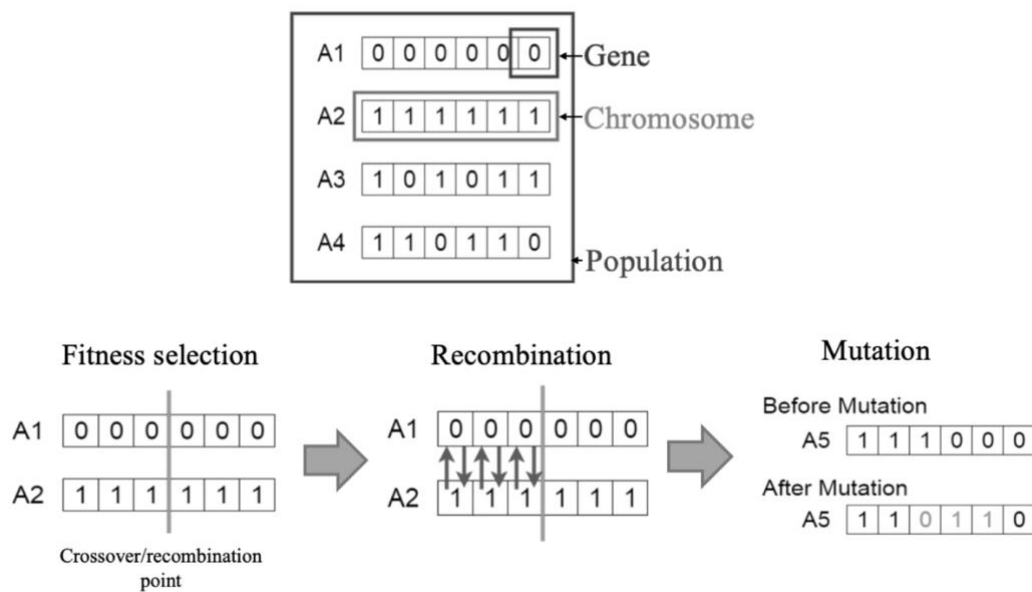 A1 0 0 0 0 0 0 Gene
A2 1 1 1 1 1 1 Chromosome
A3 1 0 1 0 1 1
A4 1 1 0 1 1 0
Population
Fitness selection
A1 0 0 0 0 0 0
A2 1 1 1 1 1 1
Crossover/recombination
point
Recombination
A1 0 0 0 0 0 0
A2 1 1 1 1 1 1
Mutation
Before Mutation
A5 1 1 1 0 0 0
After Mutation
A5 1 1 0 1 1 0